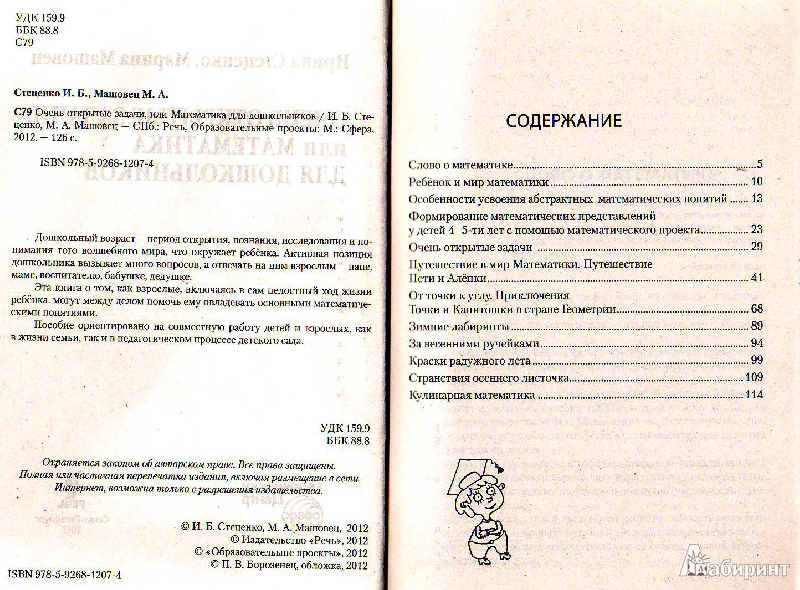 УДК 159.9
ББК 88.8
С79
Стеценко И. Б., Машовец М. А.
С79 Очень открытые задачи, или Математика для дошкольников / И. Б. Сте-
ценко, М. А. Машовец — СПб.: Речь, Образовательные проекты; М.: Сфера,
2012. — 126 с.
ISBN 978-5-9268-1207-4
Дошкольный возраст — период открытия, познания, исследования и по-
нимания того волшебного мира, что окружает ребёнка. Активная позиция
дошкольника вызывает много вопросов, а отвечать на них взрослым — папе,
маме, воспитателю, бабушке, дедушке.
Эта книга о том, как взрослые, включаясь в сам целостный ход жизни
ребёнка, могут между делом помочь ему овладевать основными математиче-
скими понятиями.
Пособие ориентировано на совместную работу детей и взрослых, как
в жизни семьи, так и в педагогическом процессе детского сада.
УДК 159.9
ББК 88.8
Охраняется законом об авторском праве. Все права защищены.
Полная или частичная перепечатка издания, включая размещение в сети
Интернет, возможна только с разрешения издательства.
© И. Б. Стеценко, М. А. Машовец, 2012
© Издательство «Речь», 2012
© «Образовательные проекты», 2012
© П. В. Борозенец, обложка, 2012
ISBN 978-5-9268-1207-4
СОДЕРЖАНИЕ
Слово о математике 5
Ребёнок и мир математики 10
Особенности усвоения абстрактных математических понятий 13
Формирование математических представлений
у детей 4–5-ти лет с помощью математического проекта 23
Очень открытые задачи 29
Путешествие в мир Математики. Путешествие
Пети и Алёнки 41
От точки к углу. Приключения
Точки и Капитошки в стране Геометрии 68
Зимние лабиринты 89
За весенними ручейками 94
Краски радужного лета 99
Странствия осеннего листочка 109
Кулинарная математика 114
Лабиринт